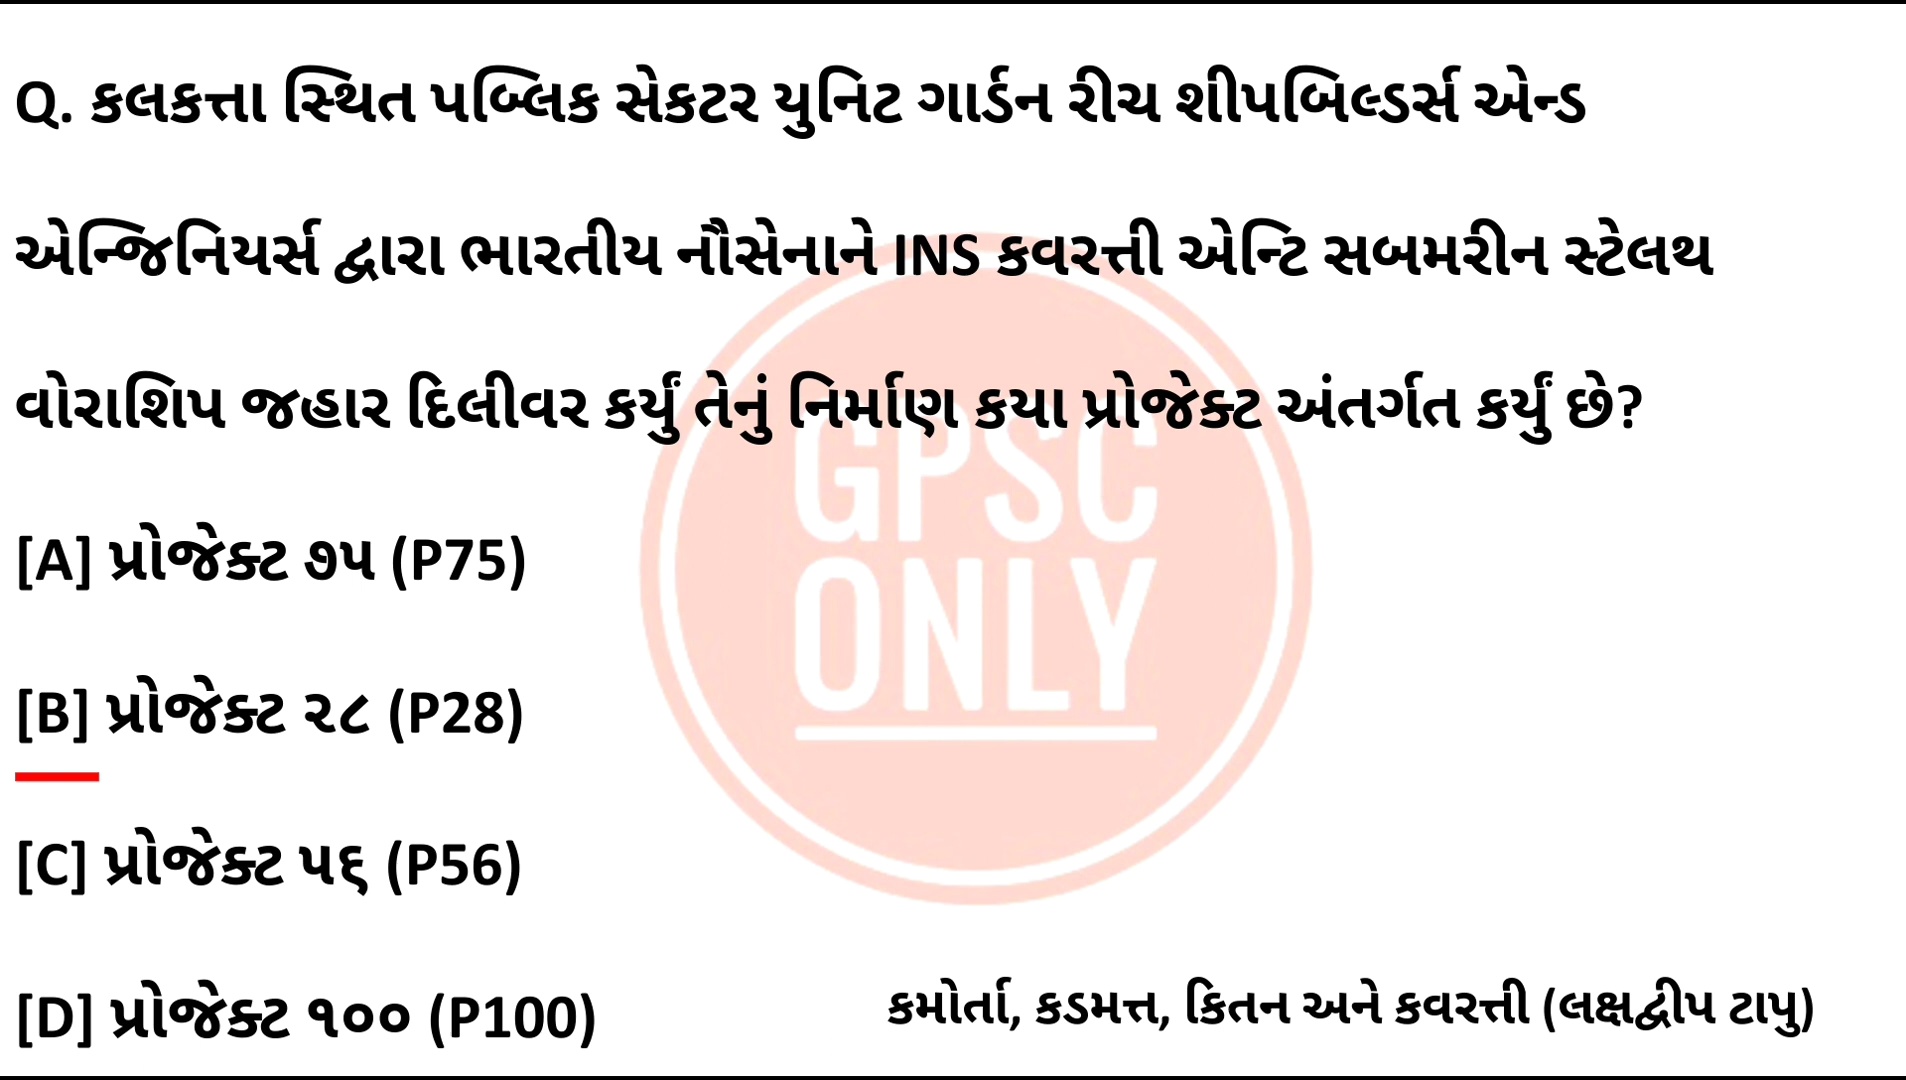 Q. કલકત્તા સ્થિત પબ્લિક સેકટર યુનિટ ગાર્ડન રીચ શીપબિલ્ડર્સ એન્ડ
એન્જિનિયર્સ દ્વારા ભારતીય નૌસેનાને INS કવરત્તી એન્ટિ સબમરીન સ્ટેલથ
વોરાશિપ જહાર દિલીવર કર્યું તેનું નિર્માણ કયા પ્રોજેક્ટ અંતર્ગત કર્યું છે?
GPSC
ONLY
[A] પ્રોજેક્ટ ૭૫ (P75)
[B] પ્રોજેક્ટ ૨૮ (P28)
[C] પ્રોજેક્ટ ૫૬ (P56)
[D] પ્રોજેક્ટ ૧૦૦ (P100)
કમોર્તા, કડમત્ત, કિતન અને કવરત્તી (લક્ષદ્વીપ ટાપુ)